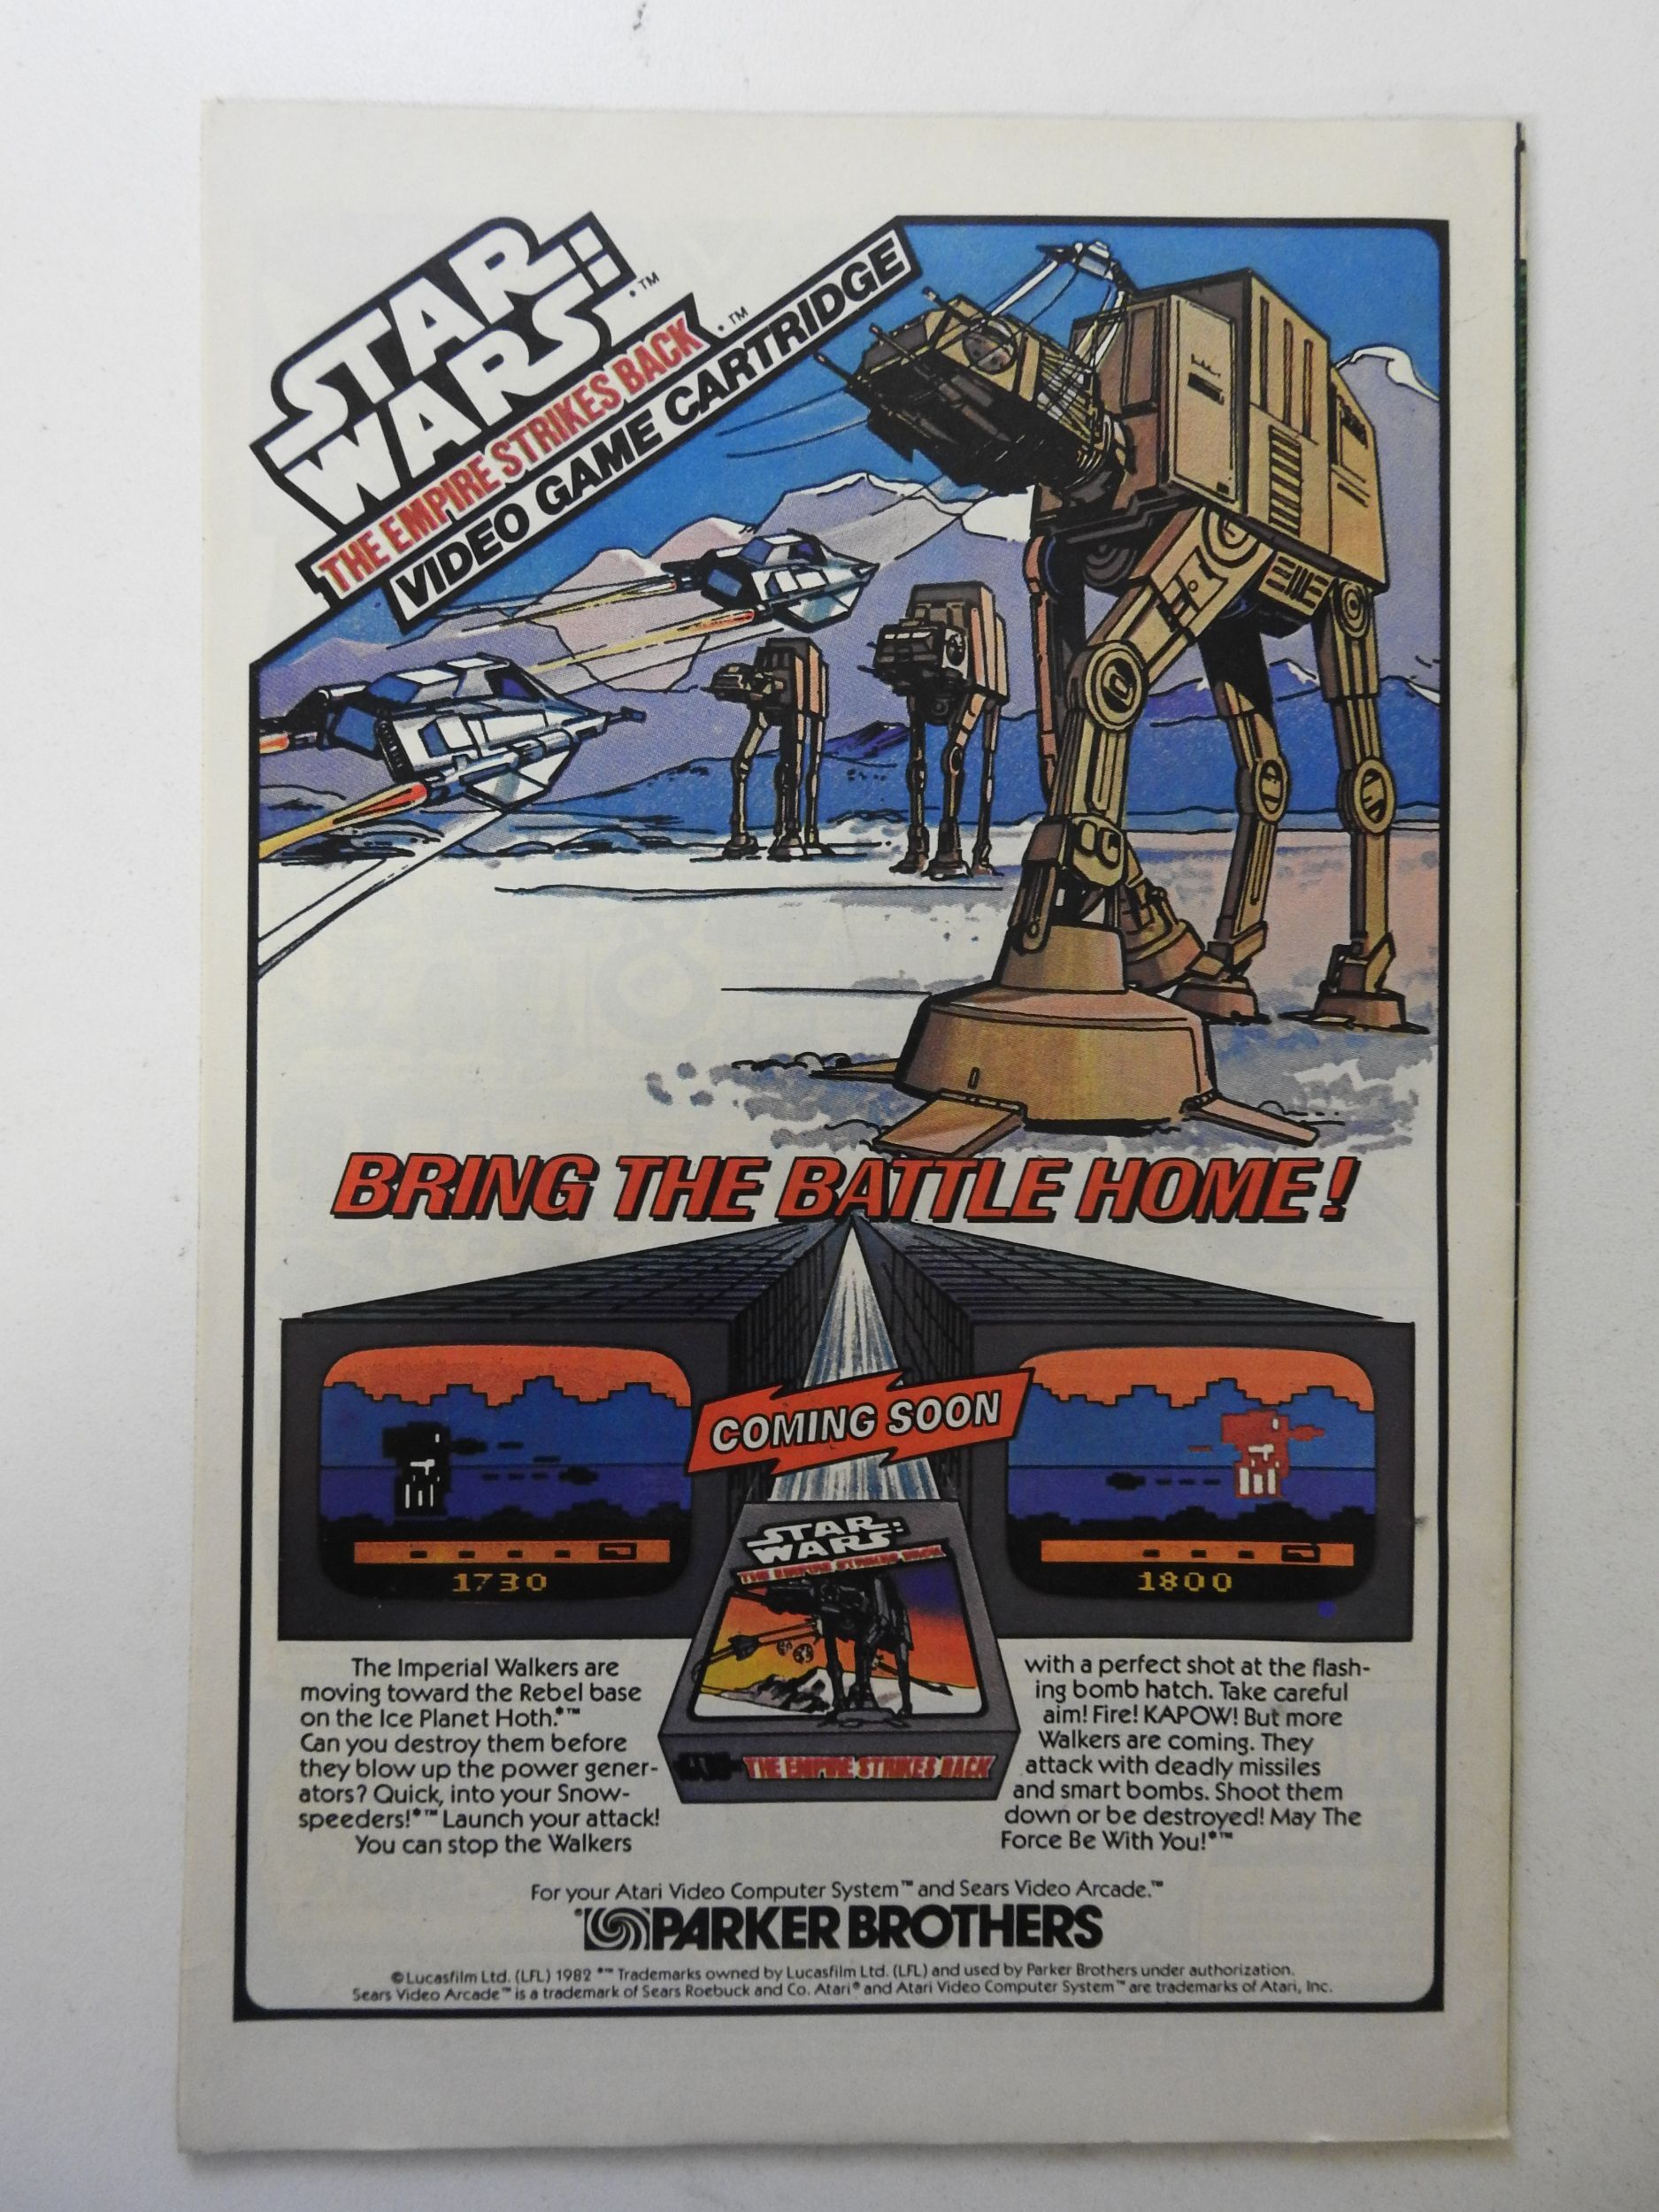 STAR
WARS
THE EMPIRE STRIKES BACK
VIDEO GAME CARTRIDGE
BRING THE BATTLE HOME!
COMING SOON
1730
1800
STAR
WARS
THE EMPIRE STRIKES BACK
THE EMPIRE STRIKES BACK
The Imperial Walkers are
moving toward the Rebel base
on the Ice Planet Hoth.*™
Can you destroy them before
they blow up the power gener-
ators? Quick, into your Snow-
speeders!*™ Launch your attack!
You can stop the Walkers
with a perfect shot at the flash-
ing bomb hatch. Take careful
aim! Fire! KAPOW! But more
Walkers are coming. They
attack with deadly missiles
and smart bombs. Shoot them
down or be destroyed! May The
Force Be With You!*™
For your Atari Video Computer System™ and Sears Video Arcade.™
PARKER BROTHERS
©Lucasfilm Ltd. (LFL) 1982 *™ Trademarks owned by Lucasfilm Ltd. (LFL) and used by Parker Brothers under authorization.
Sears Video Arcade™ is a trademark of Sears Roebuck and Co. Atari® and Atari Video Computer System™ are trademarks of Atari, Inc.